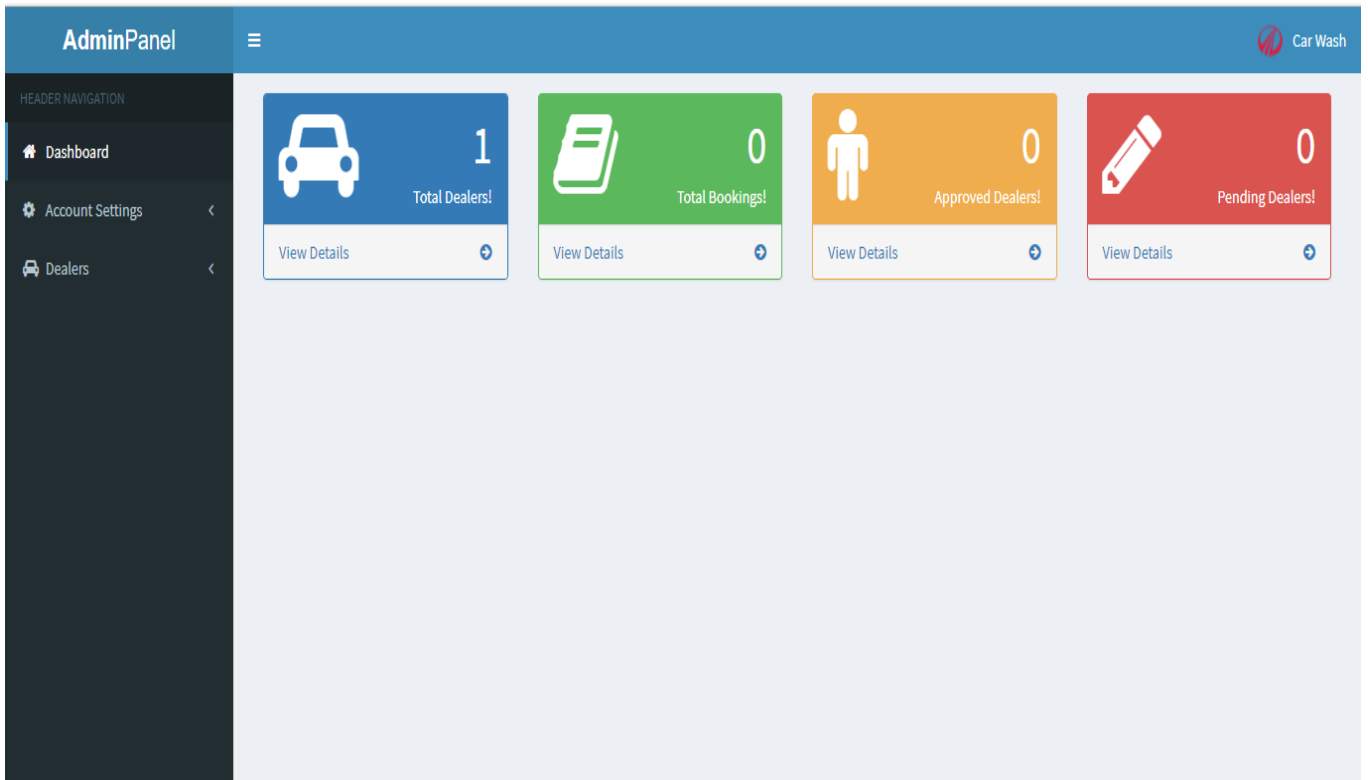 AdminPanel
Car Wash
HEADER NAVIGATION
Dashboard
Account Settings
Dealers
1
Total Dealers!
View Details
0
Total Bookings!
View Details
0
Approved Dealers!
View Details
0
Pending Dealers!
View Details